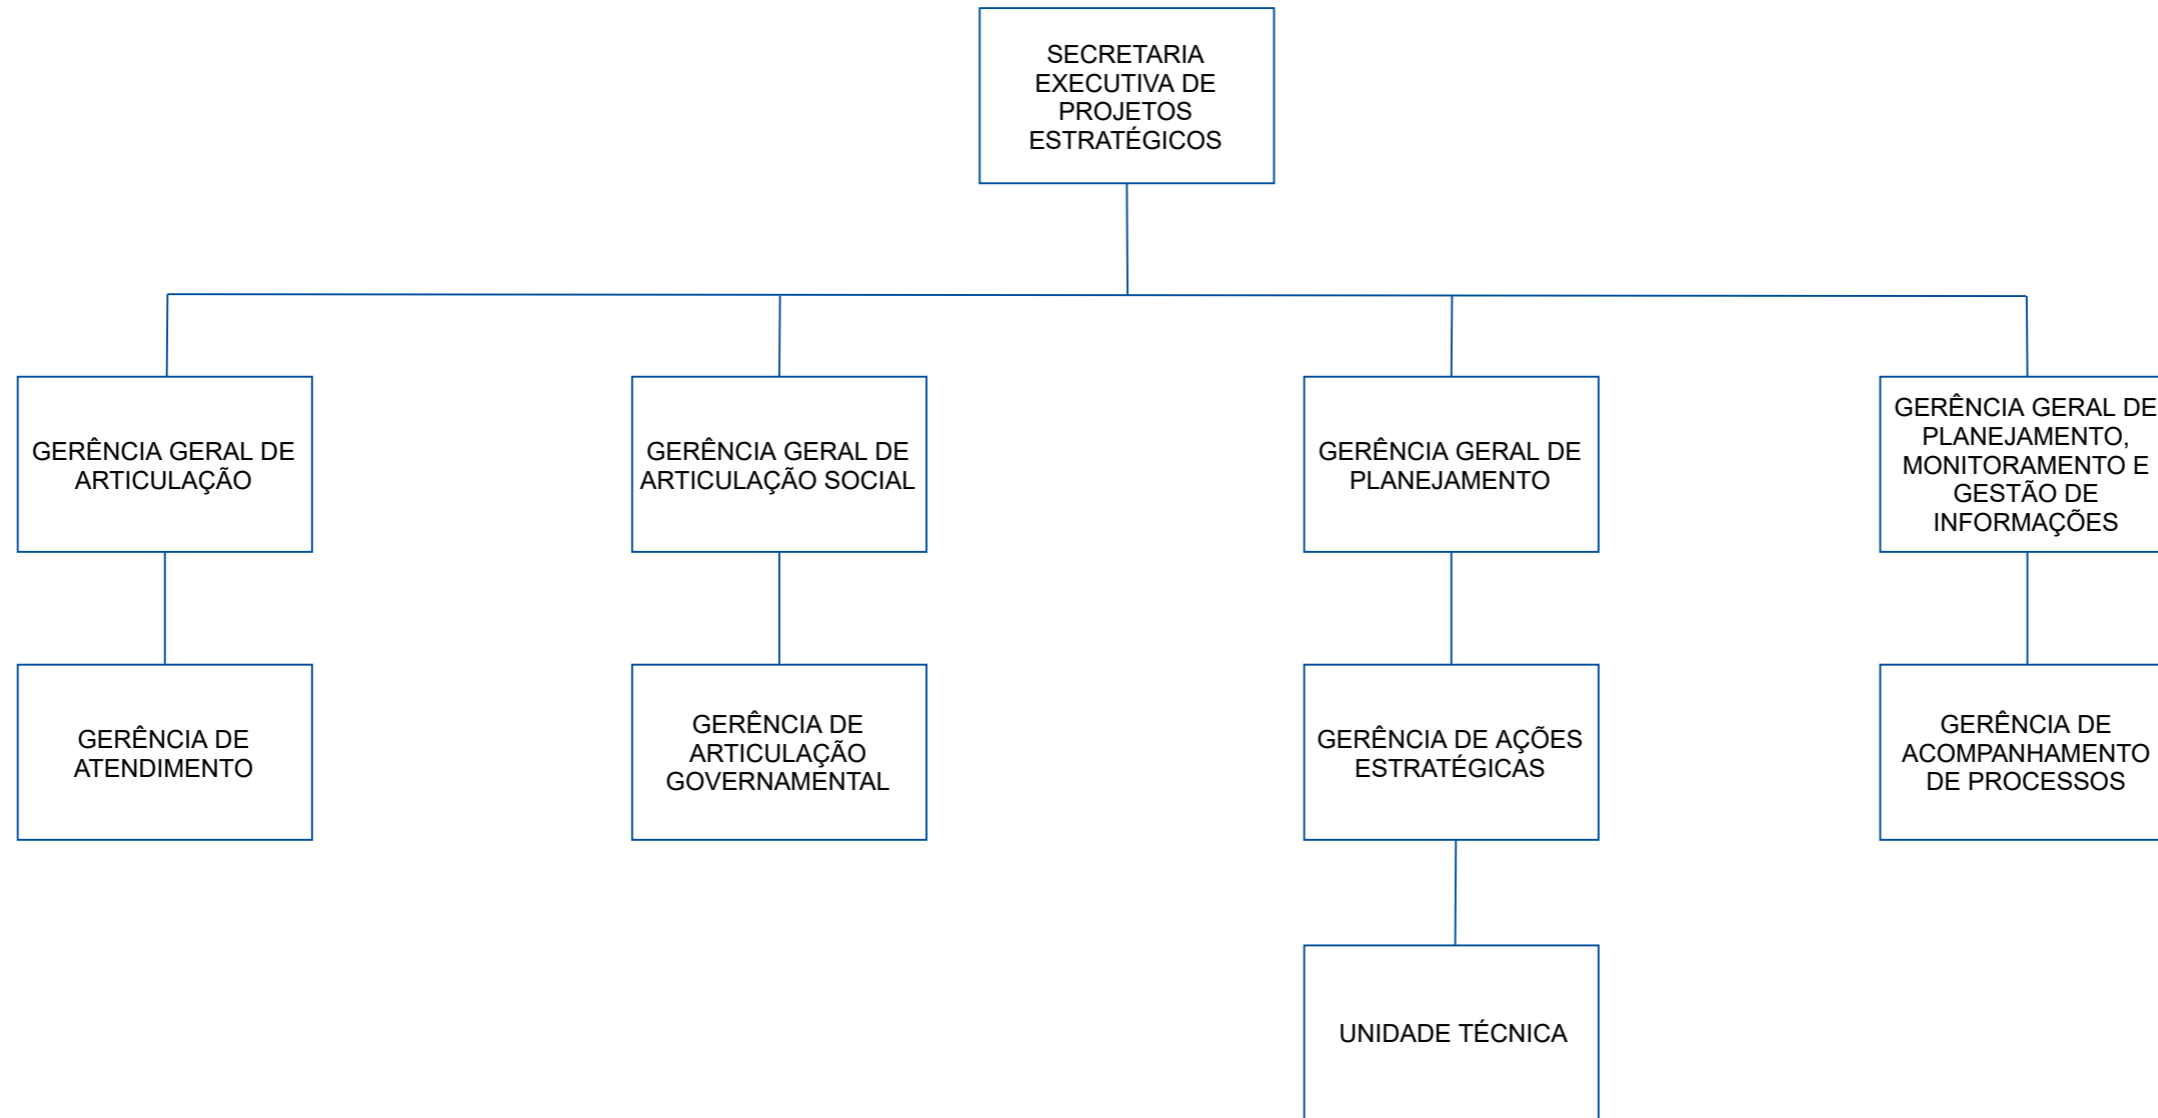 SECRETARIA
EXECUTIVA DE
PROJETOS
ESTRATÉGICOS
GERÊNCIA GERAL DE
ARTICULAÇÃO
GERÊNCIA GERAL DE
ARTICULAÇÃO SOCIAL
GERÊNCIA GERAL DE
PLANEJAMENTO
GERÊNCIA GERAL DE
PLANEJAMENTO,
MONITORAMENTO E
GESTÃO DE
INFORMAÇÕES
GERÊNCIA DE
ATENDIMENTO
GERÊNCIA DE
ARTICULAÇÃO
GOVERNAMENTAL
GERÊNCIA DE AÇÕES
ESTRATÉGICAS
GERÊNCIA DE
ACOMPANHAMENTO
DE PROCESSOS
UNIDADE TÉCNICA